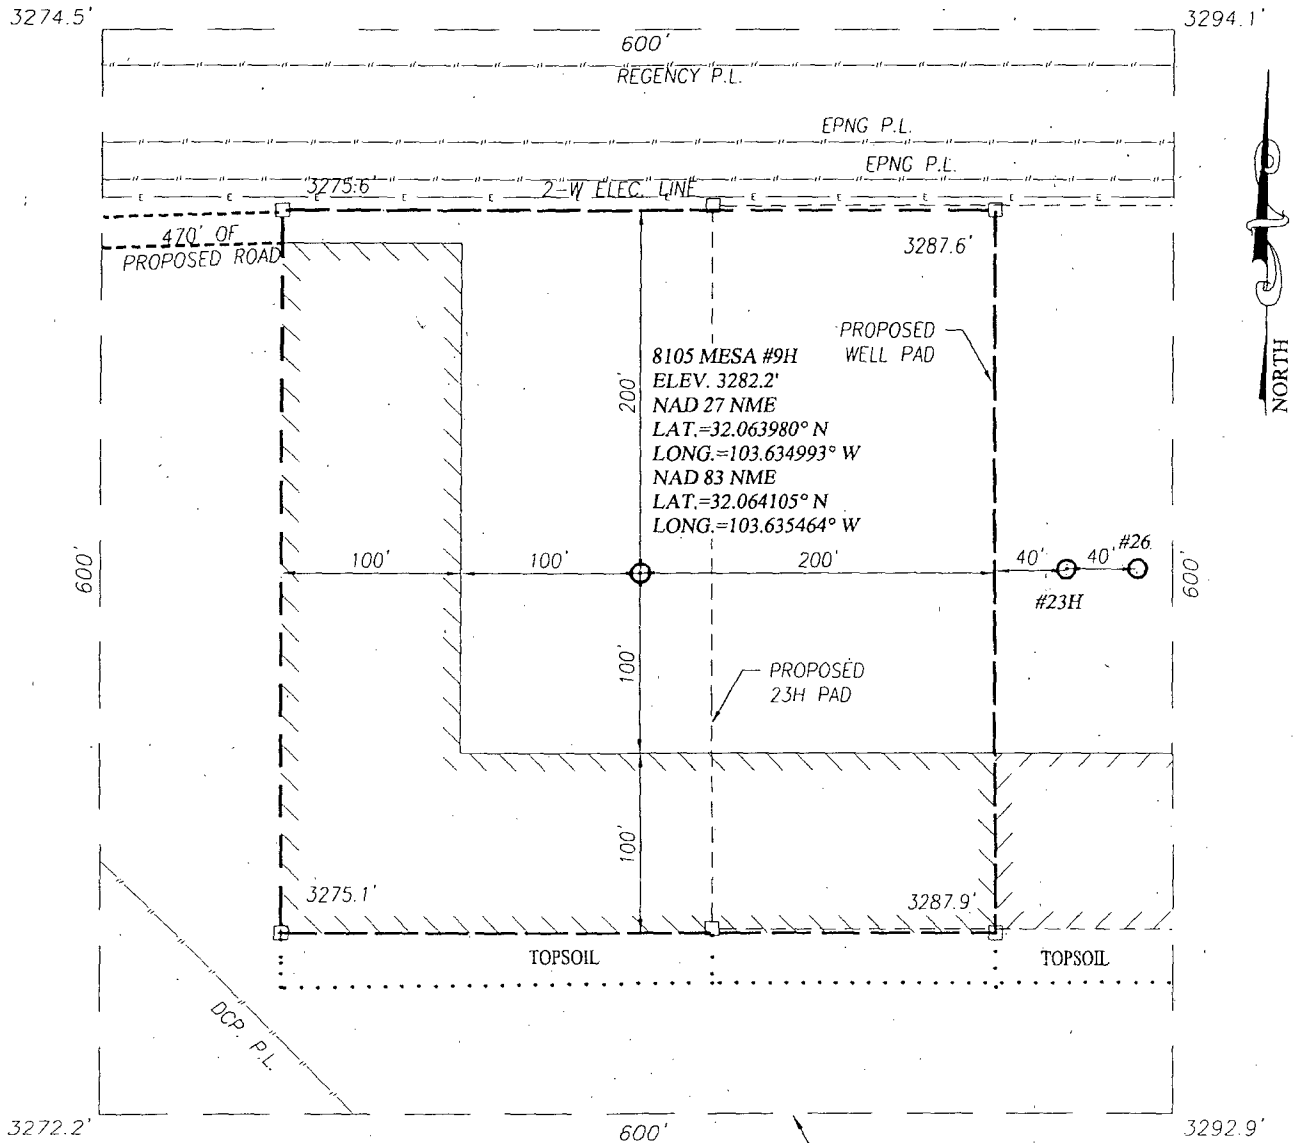 3274.5'
3294.1'
600'
REGENCY P.L.
EPNG P.L.
EPNG P.L.
3275.6'
2-W ELEC. LINE
E E E E E E E E E E E
470' OF
PROPOSED ROAD
3287.6'
PROPOSED
WELL PAD
NORTH
8105 MESA #9H
ELEV. 3282.2'
NAD 27 NME
LAT.=32.063980° N
LONG.=103.634993° W
NAD 83 NME
LAT.=32.064105° N
LONG.=103.635464° W
200'
600'
100'
100'
200'
40'
40'
#26
600'
#23H
100'
PROPOSED
23H PAD
100'
3275.1'
3287.9'
TOPSOIL
TOPSOIL
DCP. P.L.
3272.2'
600'
3292.9'